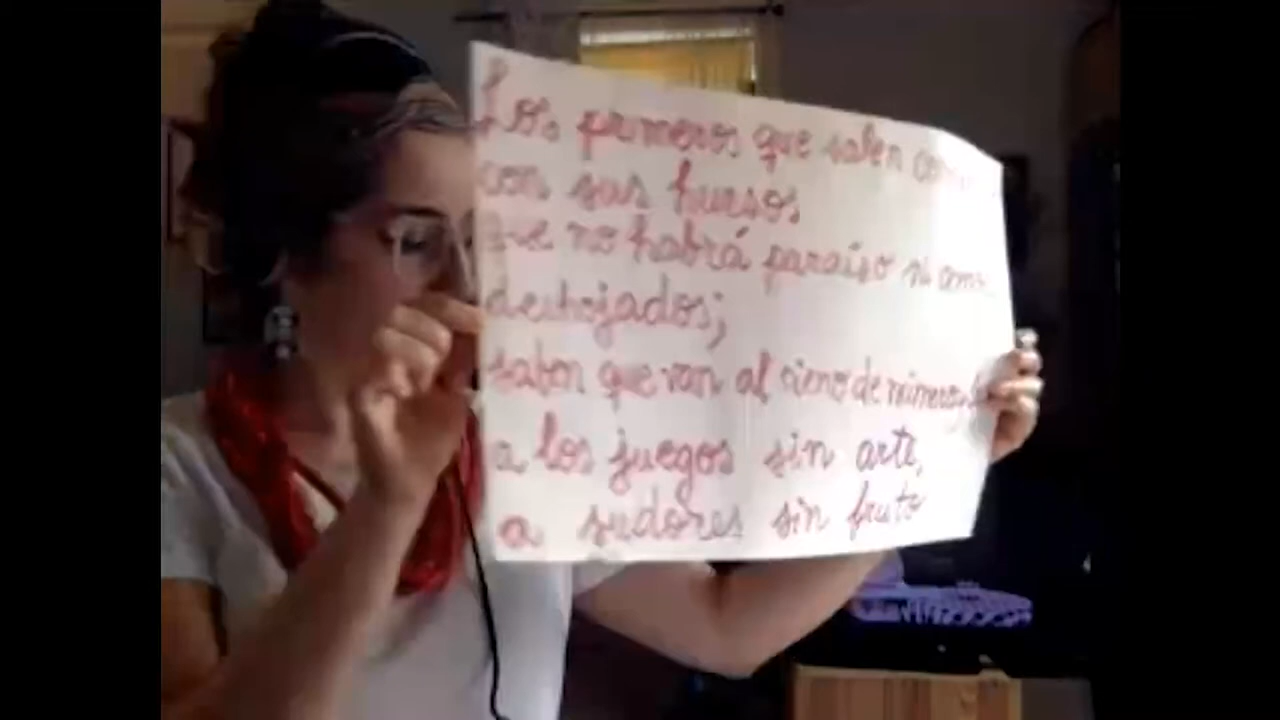 Los primeros que salen
con sus huesos
que no habrá paraíso ni
deshojados;
saben que van al cieno de números y
a los juegos sin arte,
a sudores sin fruto